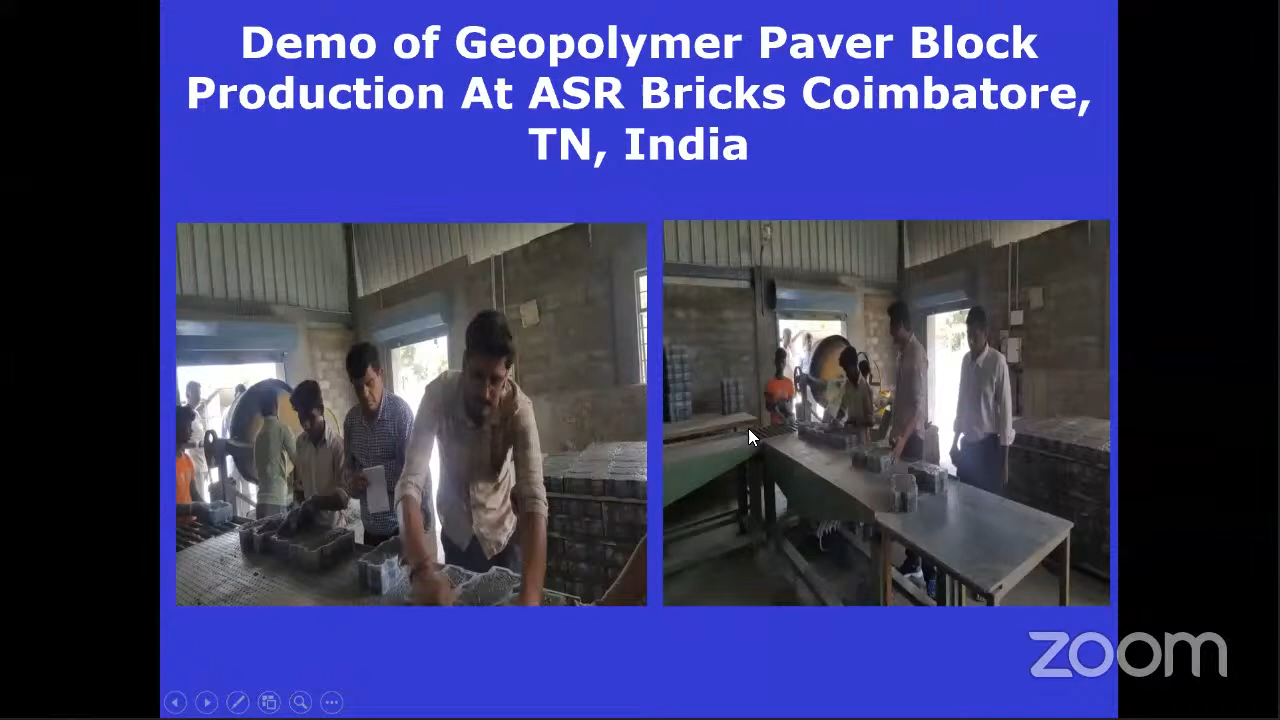 Demo of Geopolymer Paver Block
Production At ASR Bricks Coimbatore,
TN, India
zoom